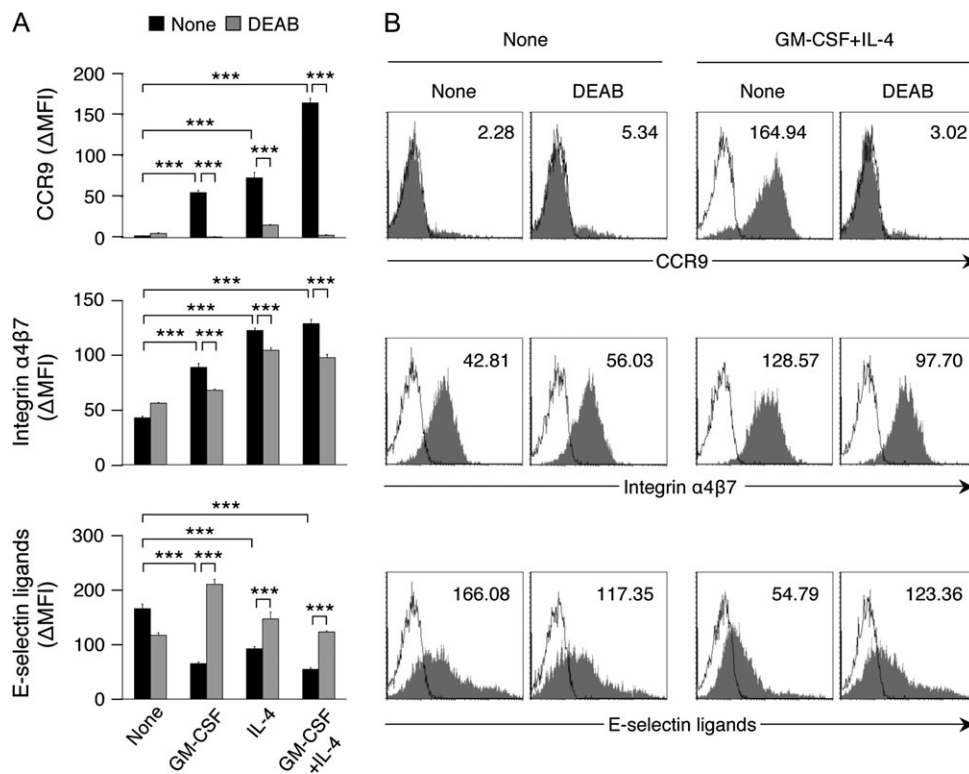 A
None DEAB
CCR9 (ΔMFI)
200
150
100
50
0
***
***
***
***
***
***
Integrin α4β7
(ΔMFI)
150
100
50
0
***
***
***
***
***
***
E-selectin ligands
(ΔMFI)
300
200
100
0
***
***
***
***
***
***
None
GM-CSF
IL-4
GM-CSF
+IL-4
B
None GM-CSF+IL-4
None DEAB None DEAB
2.28 5.34 164.94 3.02
CCR9
42.81 56.03 128.57 97.70
Integrin α4β7
166.08 117.35 54.79 123.36
E-selectin ligands